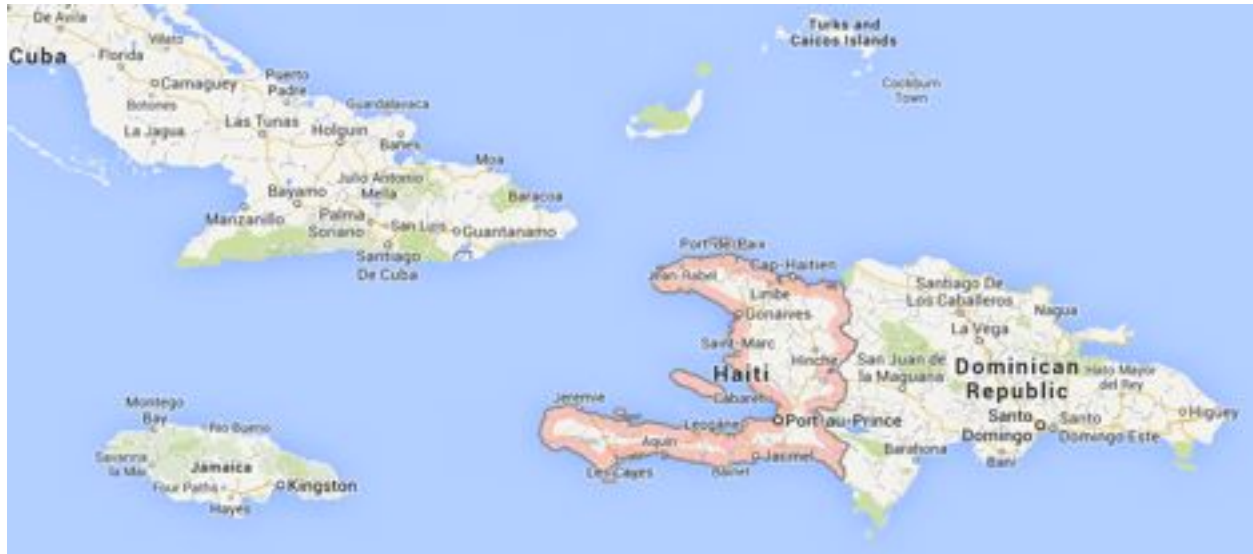 De Avila
Cuba
Florida
Camaguey
Puerto
Padre
Guardalavaca
La Jagua
Las Tunas
Holguin
Banes
Moa
Julio Antonio
Mella
Bayamo
Baracoa
Manzanillo
Palma
Soriano
San Luis
Guantanamo
Santiago
De Cuba
Turks and
Caicos Islands
Cockburn
Town
Port-de-Paix
Cap-Haitien
Jean-Rabel
Limbe
Gonaives
Saint-Marc
Hinche
Haiti
Cabaret
Jeremie
Leogane
Port-au-Prince
Aquin
Les Cayes
Jacmel
Santiago De
Los Caballeros
Nagua
La Vega
San Juan de
la Maguana
Dominican
Republic
Hato Mayor
del Rey
Santo
Domingo
Santo
Domingo Este
Higüey
Barahona
Bani
Montego
Bay
Rio Bueno
Savanna
la Mar
Jamaica
Four Paths
Kingston
Hayes